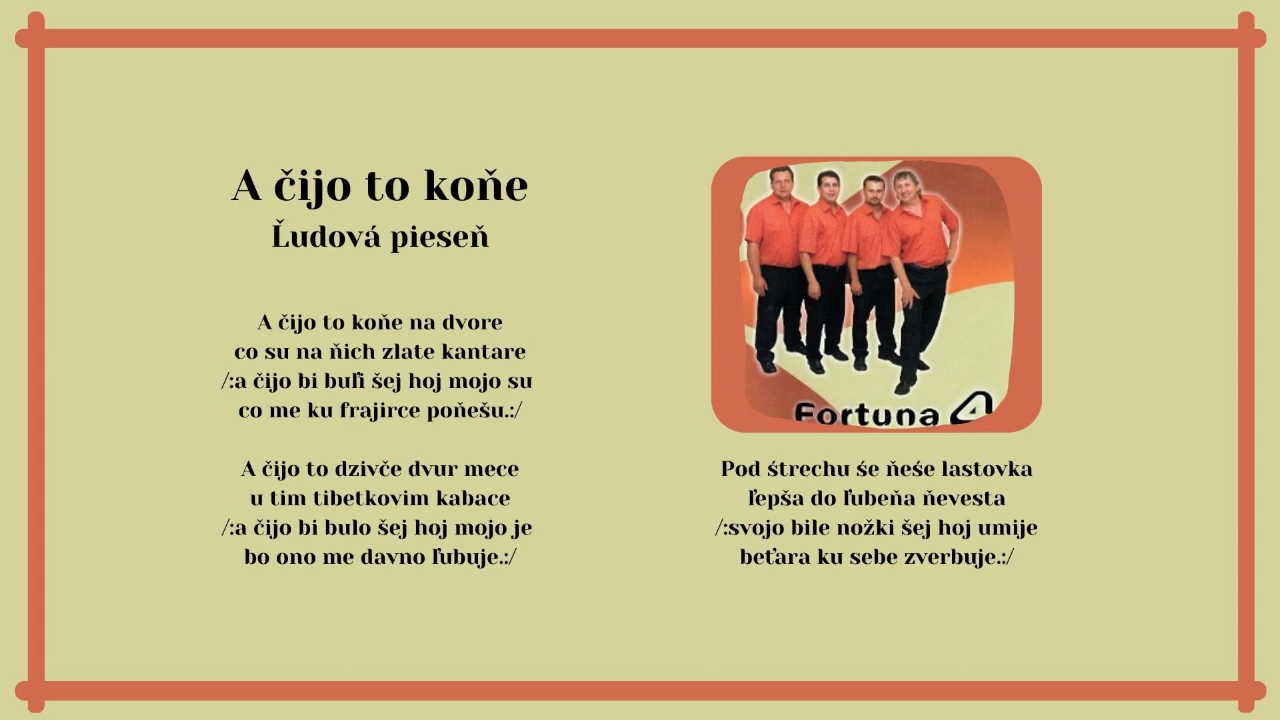 A čijo to koňe
Ľudová pieseň
A čijo to koňe na dvore
co su na ňich zlate kantare
/:a čijo bi buľi šej hoj mojo su
co me ku frajirce poňešu.:/
A čijo to dzivče dvur mece
u tim tibetkovim kabace
/:a čijo bi bulo šej hoj mojo je
bo ono me davno ľubuje.:/
Fortuna 4
Pod śtrechu śe ňeśe lastovka
ľepša do ľubeňa ňevesta
/:svojo bile nožki šej hoj umije
beťara ku sebe zverbuje.:/